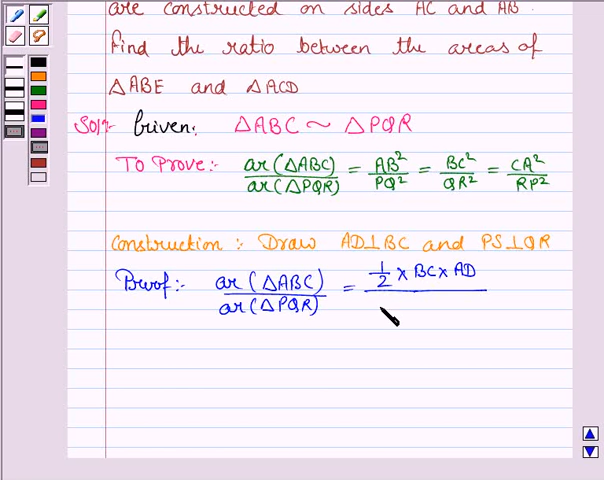 are constructed on sides AC and AB.
Find the ratio between the areas of
△ABE and △ACD
Sol:- Given: △ABC ~ △PQR
To Prove:- ar(△ABC)/ar(△PQR) = AB²/PQ² = BC²/QR² = CA²/RP²
Construction:- Draw AD⊥BC and PS⊥QR
Proof:- ar(△ABC)/ar(△PQR) = 1/2 × BC × AD